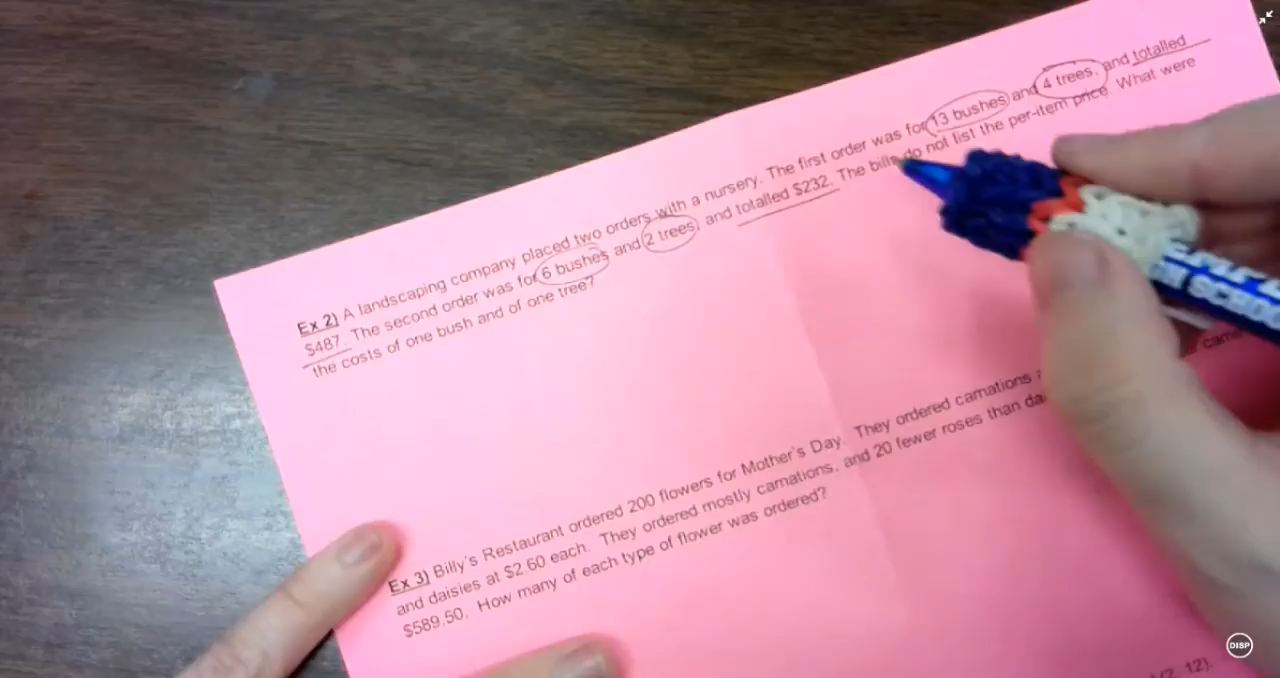 Ex 2) A landscaping company placed two orders with a nursery. The first order was for 13 bushes and 4 trees, and totalled
$487. The second order was for 6 bushes and 2 trees, and totalled $232. The bills do not list the per-item price. What were
the costs of one bush and of one tree?
Ex 3) Billy's Restaurant ordered 200 flowers for Mother's Day. They ordered carnations
and daisies at $2.60 each. They ordered mostly carnations, and 20 fewer roses than
$589.50. How many of each type of flower was ordered?
12).
DISP